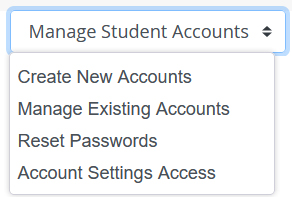 Manage Student Accounts
Create New Accounts
Manage Existing Accounts
Reset Passwords
Account Settings Access